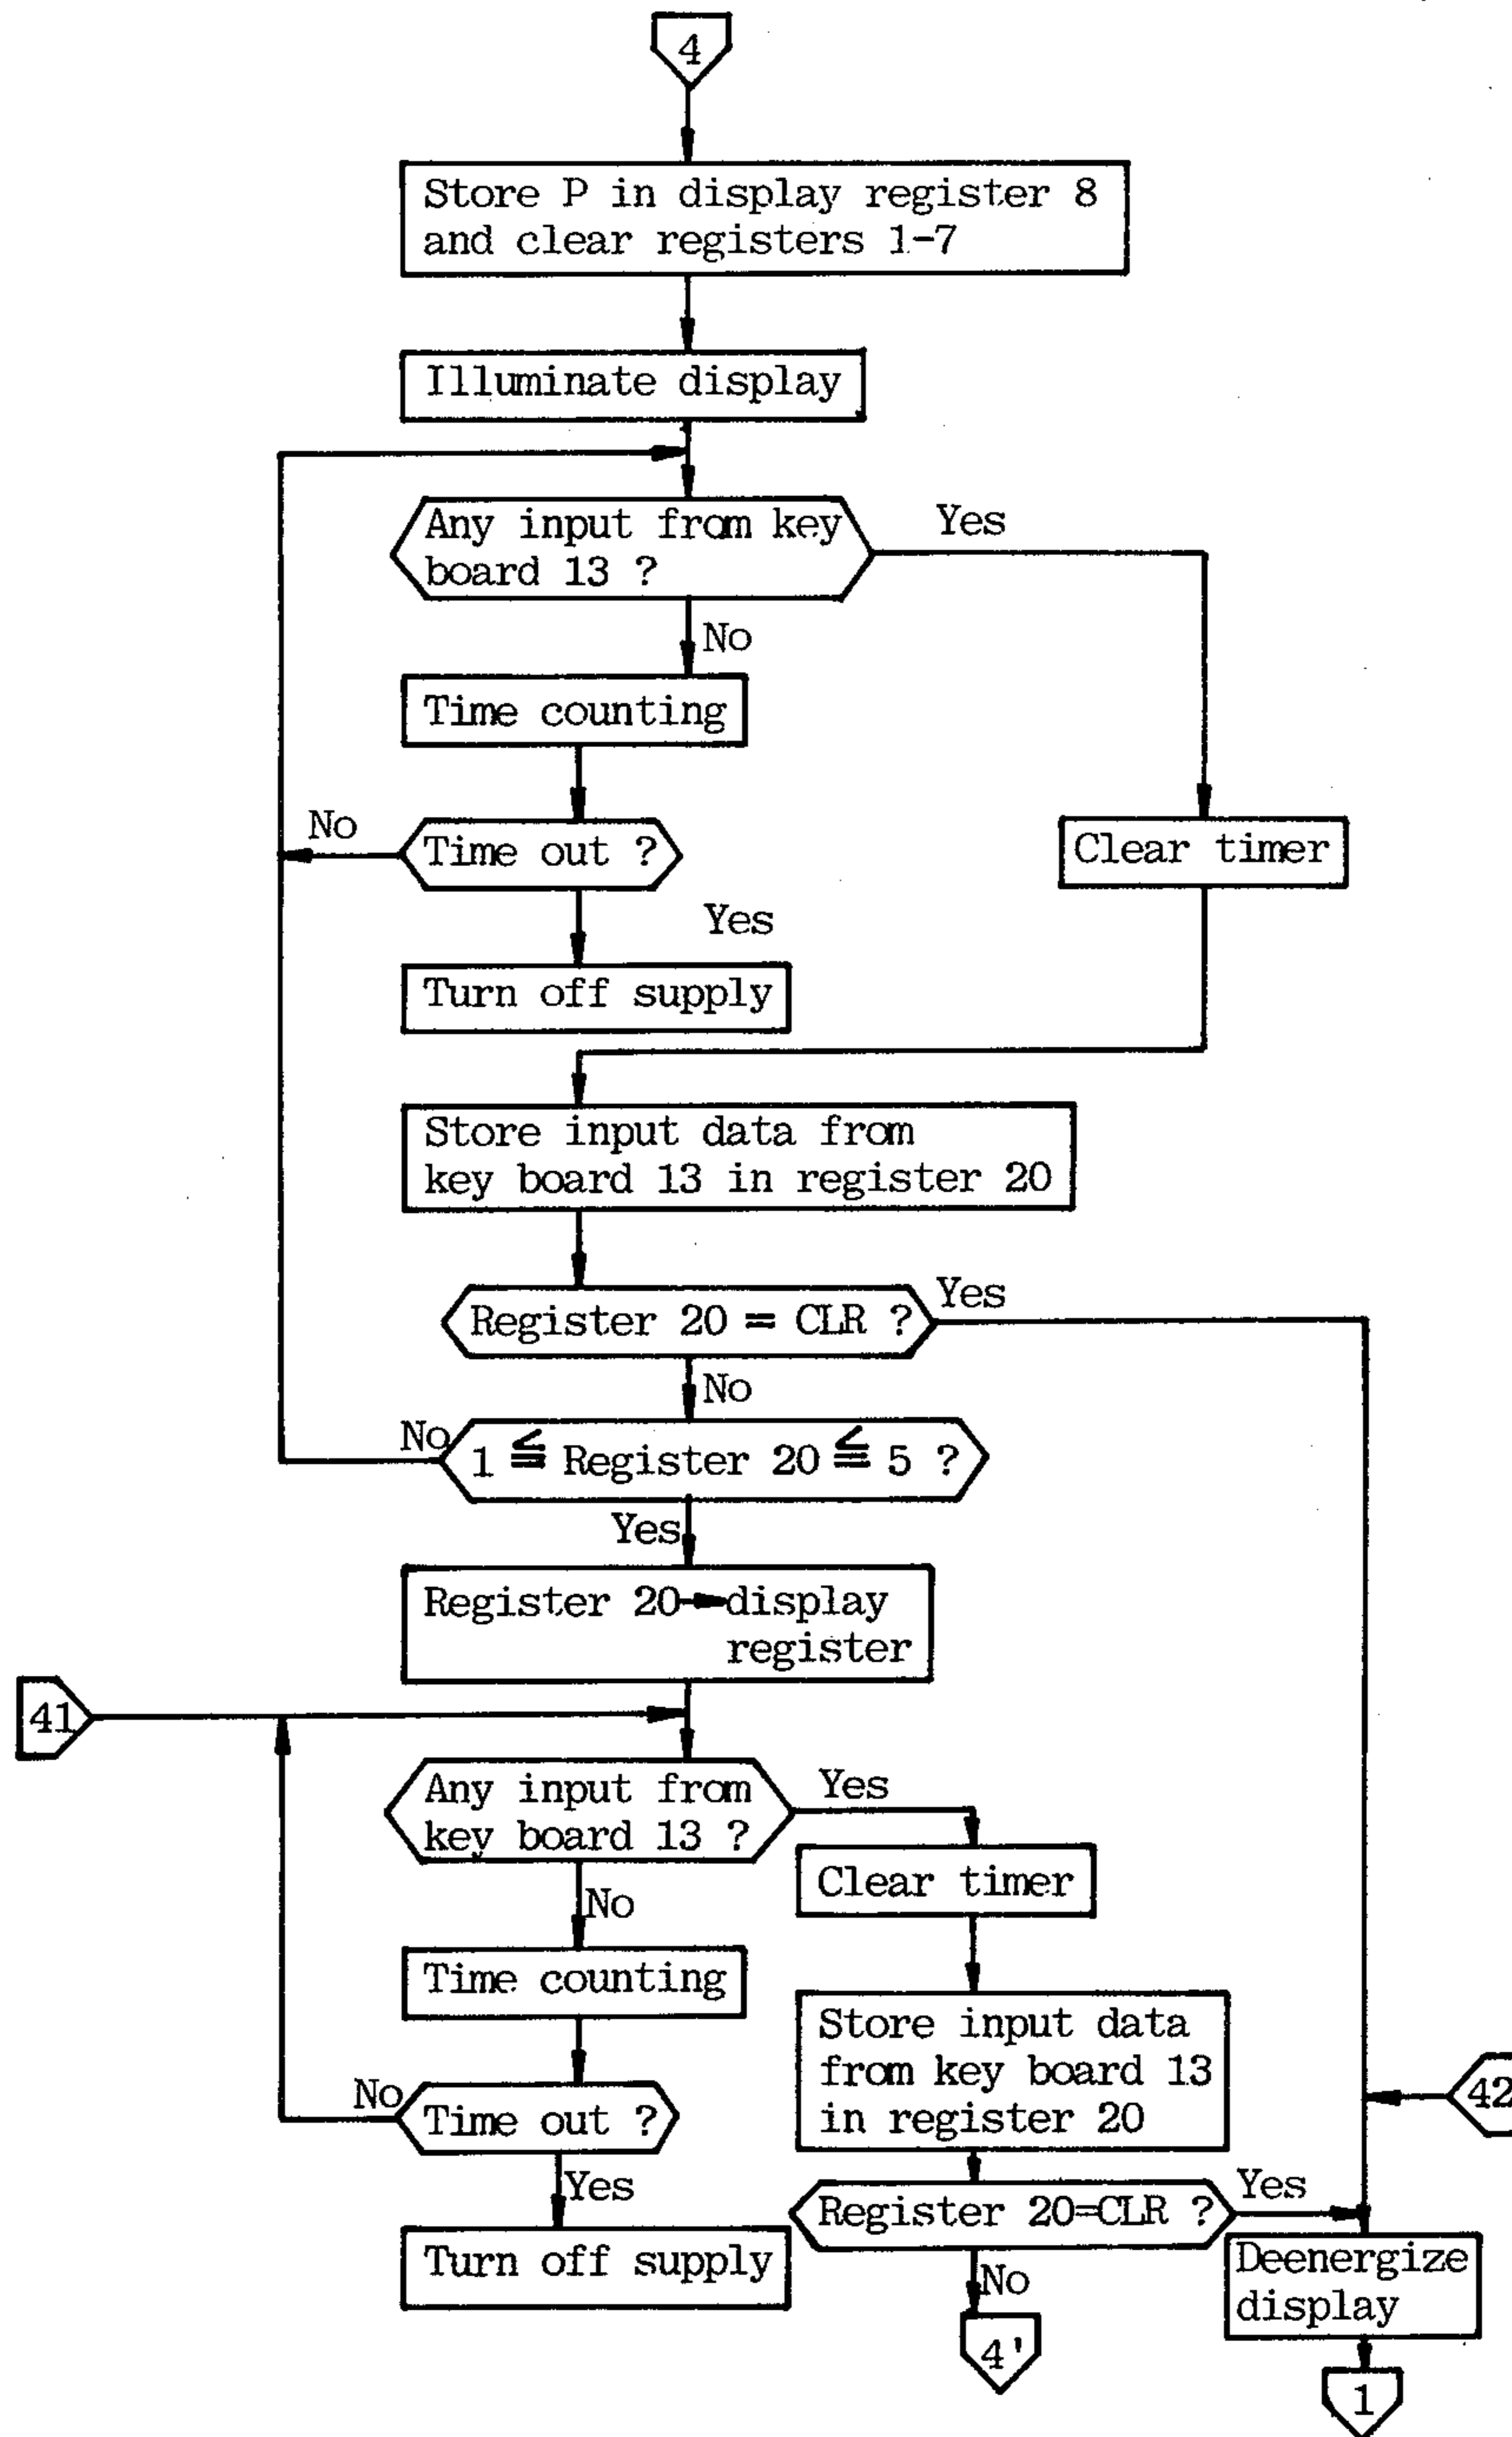 4
Store P in display register 8
and clear registers 1-7
Illuminate display
Any input from key
board 13 ?
Yes
No
Time counting
No
Time out ?
Clear timer
Yes
Turn off supply
Store input data from
key board 13 in register 20
Register 20 = CLR ?
Yes
No
No
1 ≦ Register 20 ≦ 5 ?
Yes
Register 20→display
register
41
Any input from
key board 13 ?
Yes
Clear timer
No
Time counting
Store input data
from key board 13
in register 20
42
No
Time out ?
Yes
Register 20=CLR ?
Yes
Turn off supply
Deenergize
display
No
4'
1